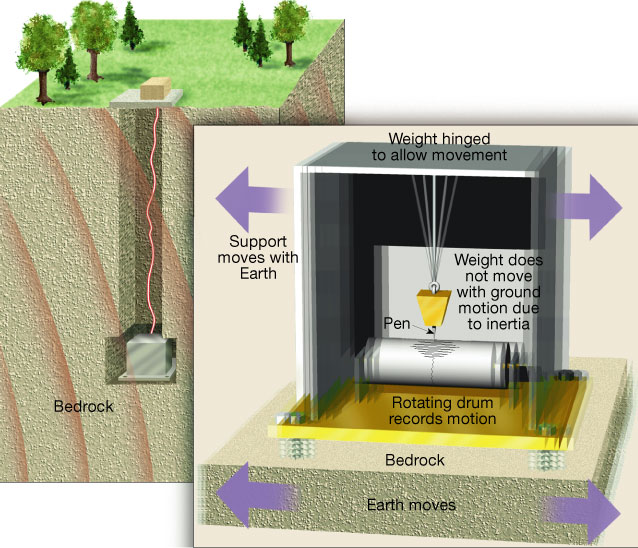 Weight hinged
to allow movement
Support
moves with
Earth
Weight does
not move
with ground
motion due
to inertia
Pen
Bedrock
Rotating drum
records motion
Bedrock
Earth moves